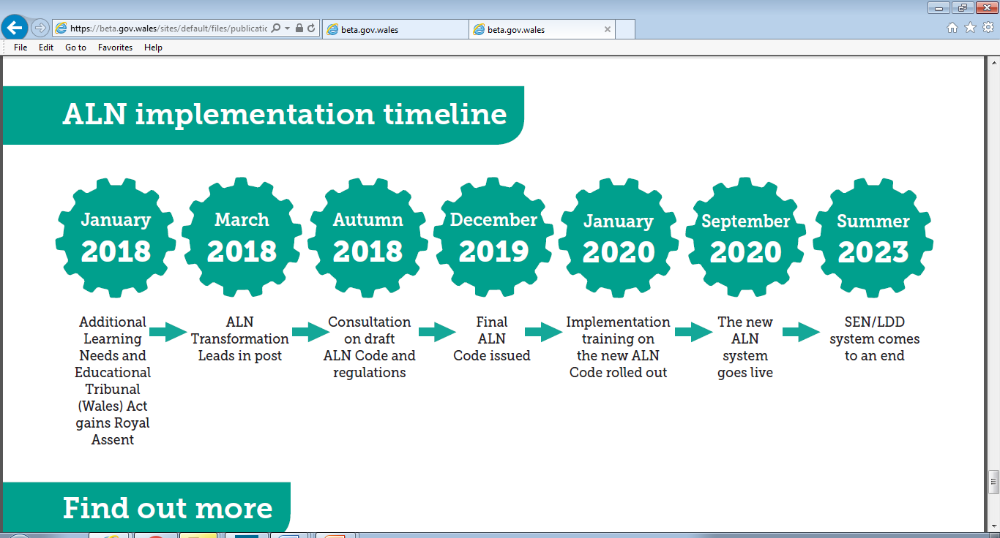 https://beta.gov.wales/sites/default/files/publicatic
beta.gov.wales
beta.gov.wales
File Edit Go to Favorites Help
ALN implementation timeline
January
2018
March
2018
Autumn
2018
December
2019
January
2020
September
2020
Summer
2023
Additional
Learning
Needs and
Educational
Tribunal
(Wales) Act
gains Royal
Assent
ALN
Transformation
Leads in post
Consultation
on draft
ALN Code and
regulations
Final
ALN
Code issued
Implementation
training on
the new ALN
Code rolled out
The new
ALN
system
goes live
SEN/LDD
system comes
to an end
Find out more